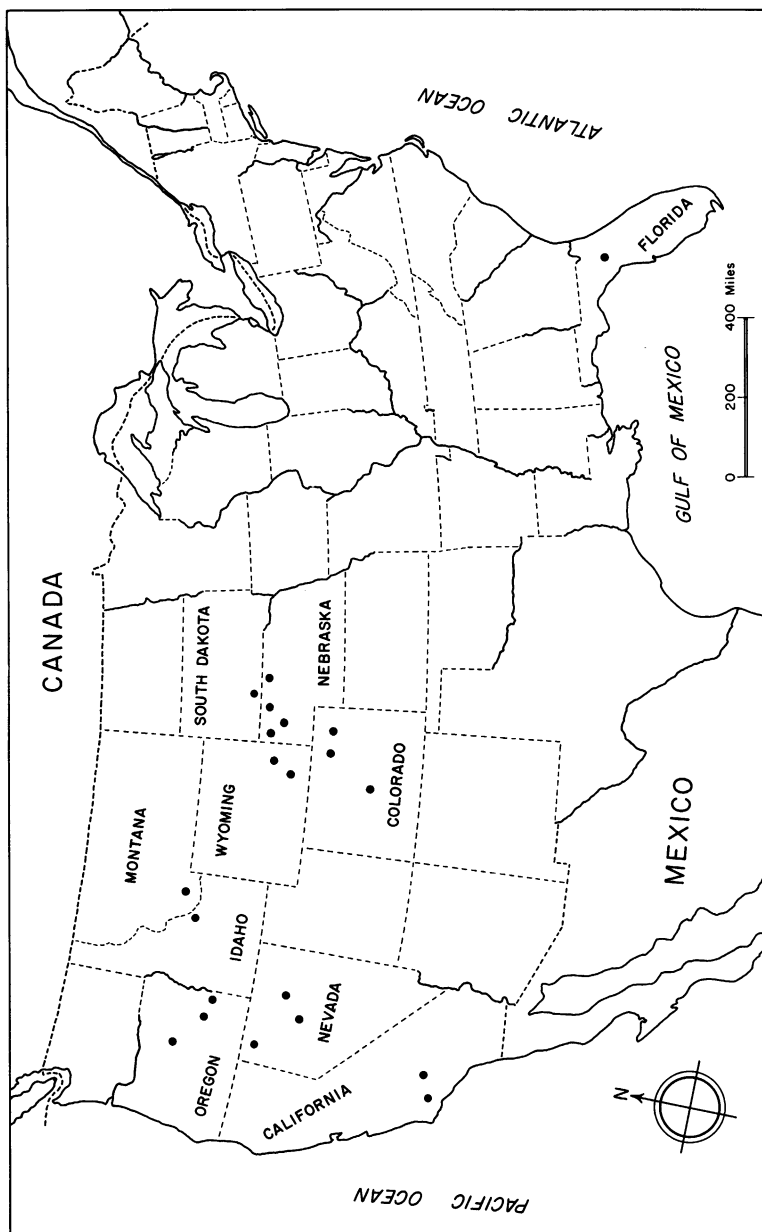 CANADA
MONTANA
SOUTH DAKOTA
WYOMING
IDAHO
OREGON
NEBRASKA
NEVADA
COLORADO
CALIFORNIA
PACIFIC OCEAN
ATLANTIC OCEAN
FLORIDA
MEXICO
GULF OF MEXICO
N
0 200 400 Miles